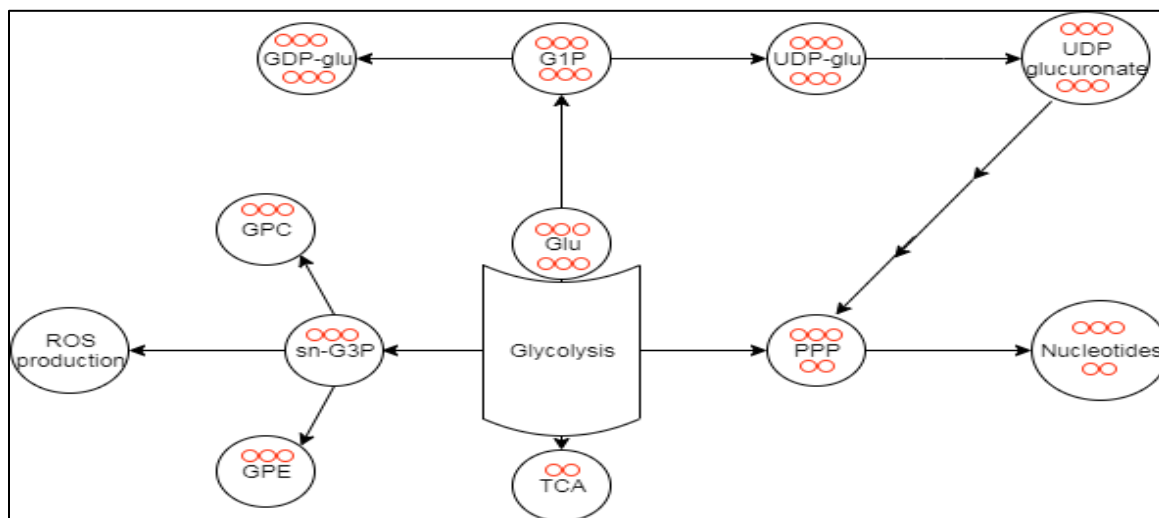 GDP-glu
G1P
UDP-glu
UDP
glucuronate
GPC
Glu
ROS
production
sn-G3P
Glycolysis
PPP
Nucleotides
GPE
TCA